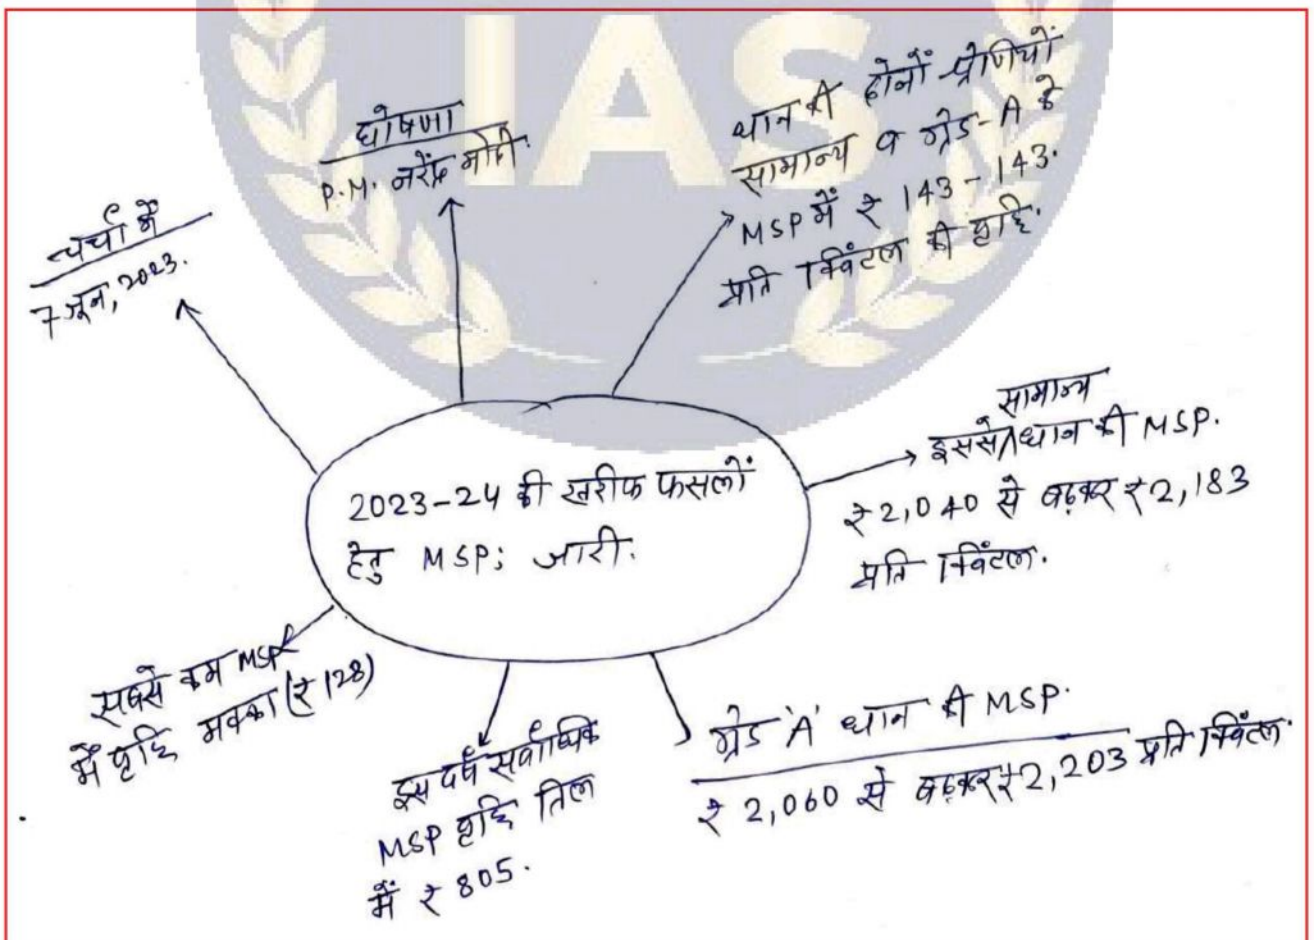 IAS
घोषणा
P.M. नरेंद्र मोदी.
चर्चा में
7 जून, 2023.
धान की दोनों श्रेणियों
सामान्य व ग्रेड-A के
MSP में ₹ 143-143.
प्रति क्विंटल की वृद्धि.
सामान्य
इससे ^ धान की MSP.
₹2,040 से बढ़कर ₹2,183
प्रति क्विंटल.
2023-24 की खरीफ फसलों
हेतु MSP; जारी.
सबसे कम MSP
में वृद्धि मक्का (₹ 128)
इस वर्ष सर्वाधिक
MSP वृद्धि तिल
में ₹ 805.
ग्रेड 'A' धान की MSP.
₹ 2,060 से बढ़कर ₹2,203 प्रति क्विंटल